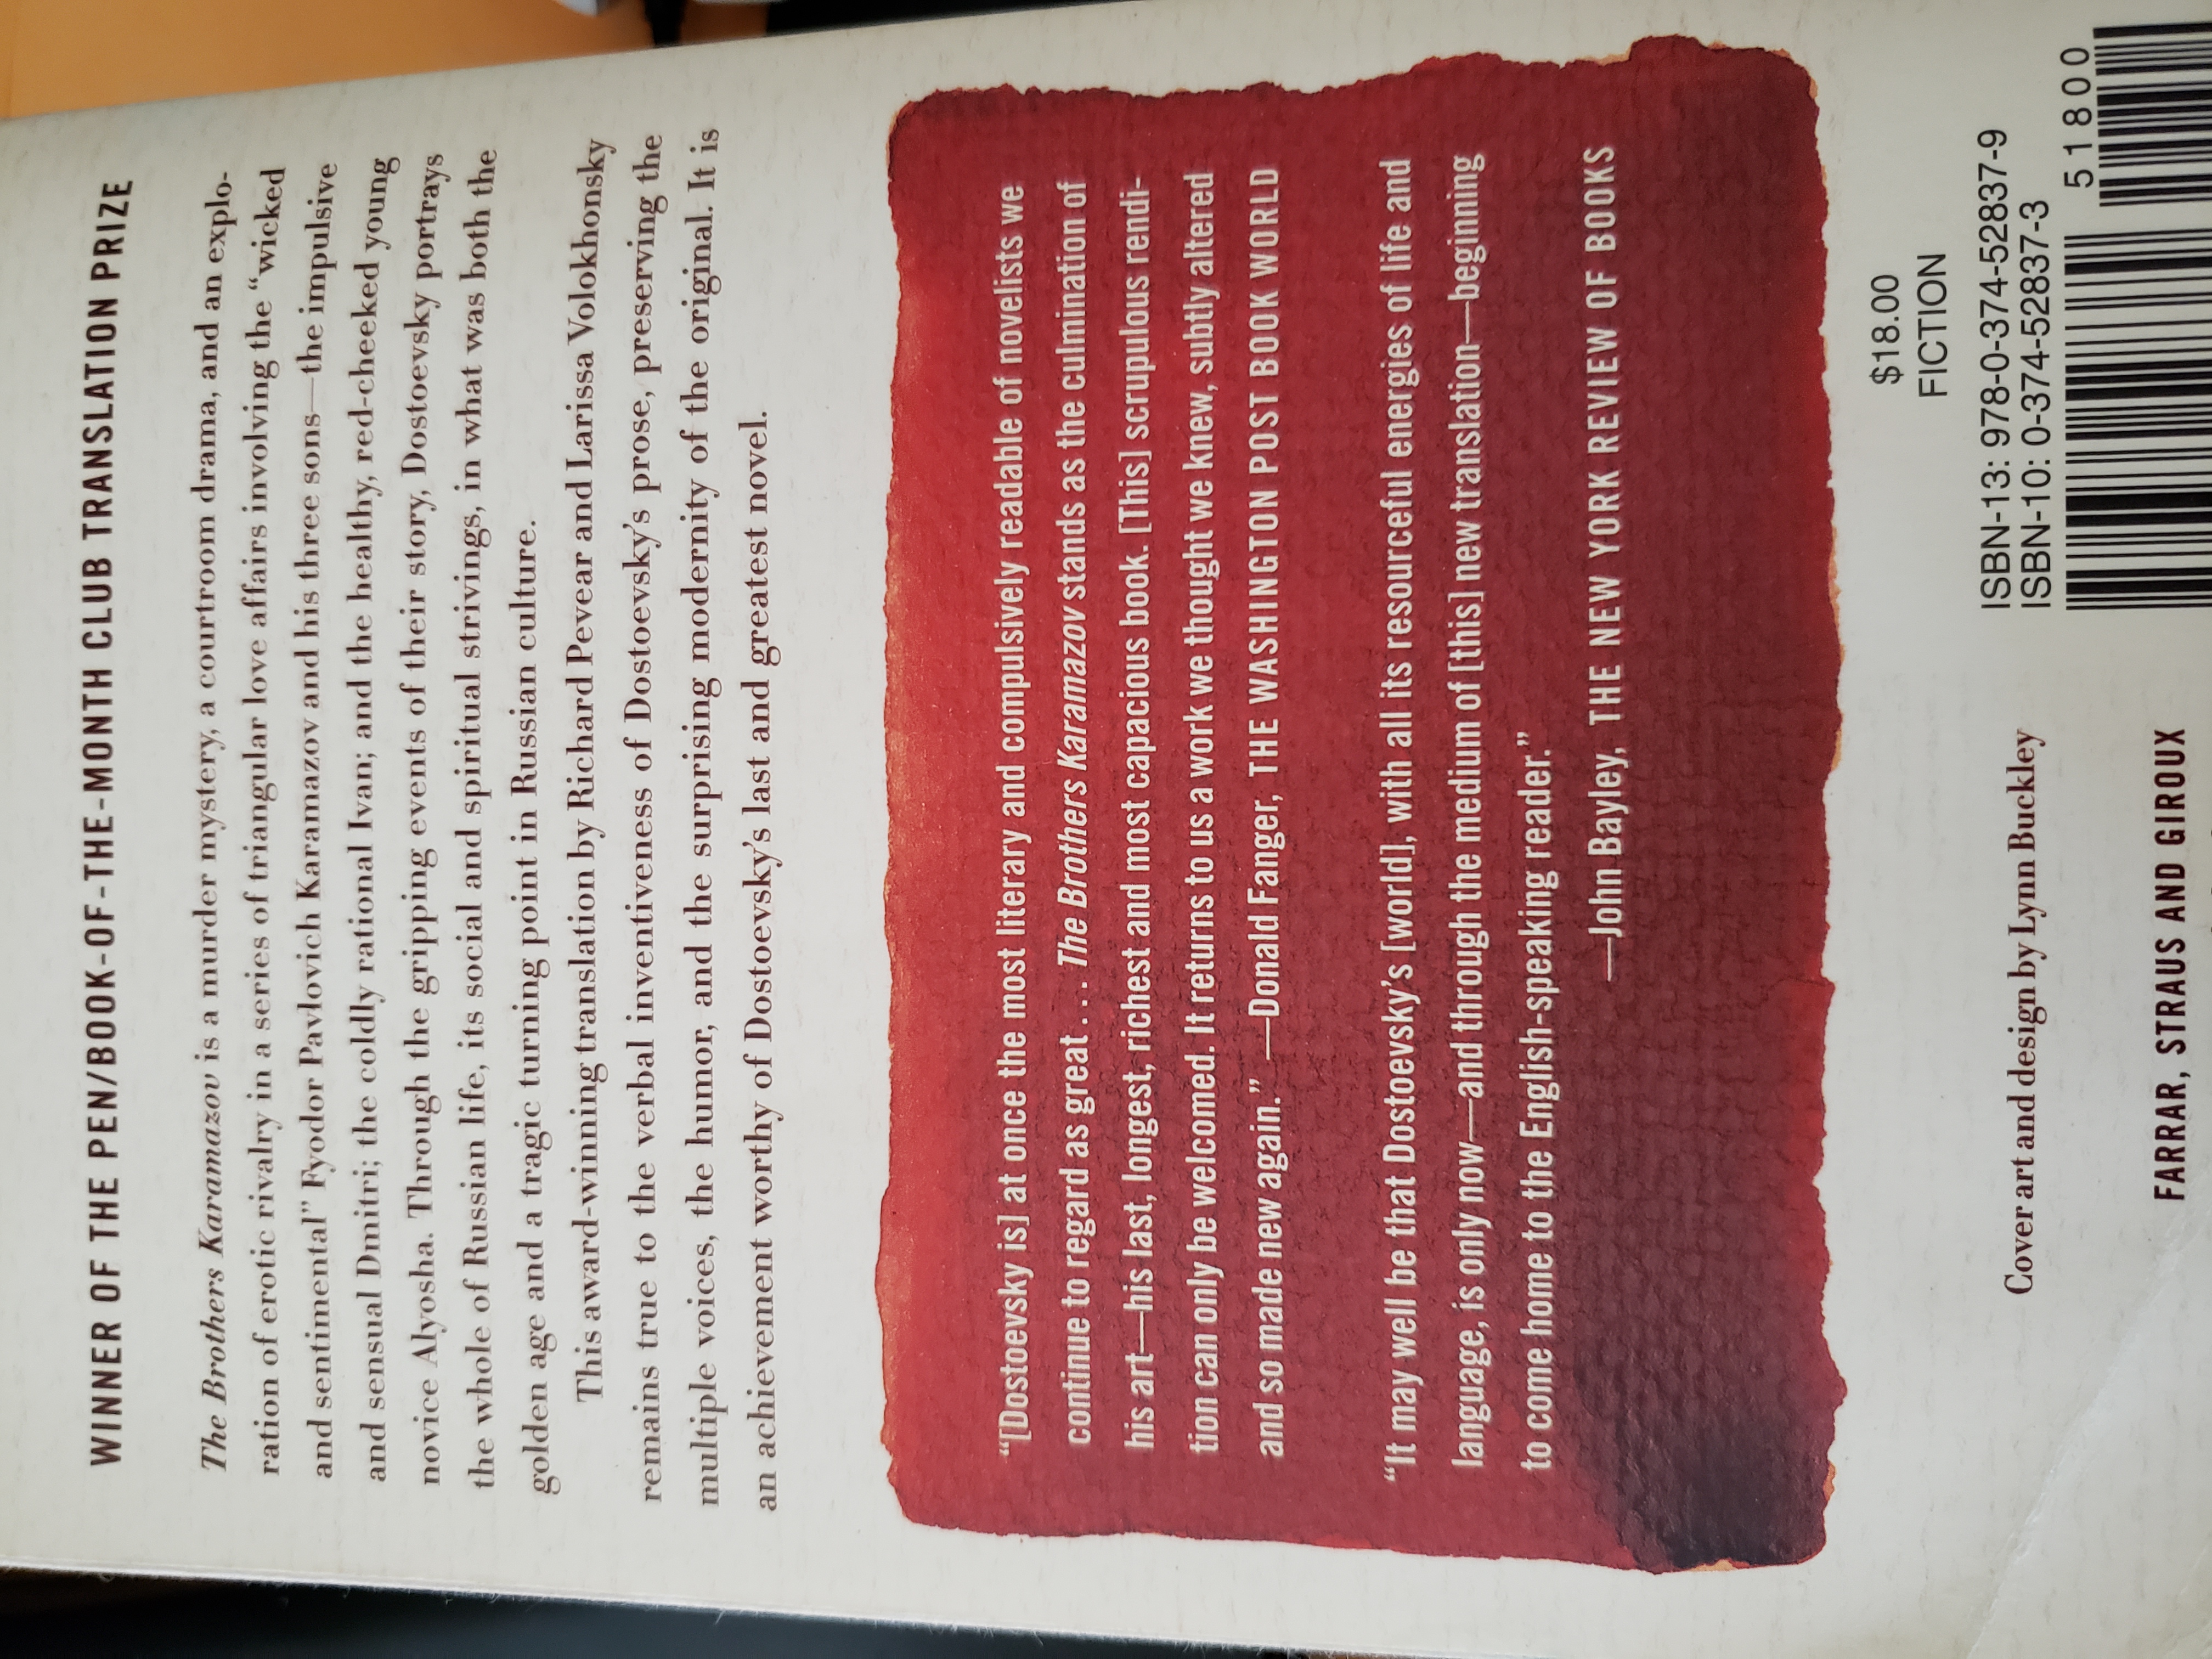 WINNER OF THE PEN/BOOK-OF-THE-MONTH CLUB TRANSLATION PRIZE
The Brothers Karamazov is a murder mystery, a courtroom drama, and an explo-
ration of erotic rivalry in a series of triangular love affairs involving the “wicked
and sentimental” Fyodor Pavlovich Karamazov and his three sons—the impulsive
and sensual Dmitri; the coldly rational Ivan; and the healthy, red-cheeked young
novice Alyosha. Through the gripping events of their story, Dostoevsky portrays
the whole of Russian life, its social and spiritual strivings, in what was both the
golden age and a tragic turning point in Russian culture.
This award-winning translation by Richard Pevear and Larissa Volokhonsky
remains true to the verbal inventiveness of Dostoevsky’s prose, preserving the
multiple voices, the humor, and the surprising modernity of the original. It is
an achievement worthy of Dostoevsky’s last and greatest novel.
“[Dostoevsky is] at once the most literary and compulsively readable of novelists we
continue to regard as great . . . The Brothers Karamazov stands as the culmination of
his art—his last, longest, richest and most capacious book. [This] scrupulous rendi-
tion can only be welcomed. It returns to us a work we thought we knew, subtly altered
and so made new again.” —Donald Fanger, THE WASHINGTON POST BOOK WORLD
“It may well be that Dostoevsky’s [world], with all its resourceful energies of life and
language, is only now—and through the medium of [this] new translation—beginning
to come home to the English-speaking reader.”
—John Bayley, THE NEW YORK REVIEW OF BOOKS
$18.00
FICTION
ISBN-13: 978-0-374-52837-9
ISBN-10: 0-374-52837-3
51800
Cover art and design by Lynn Buckley
FARRAR, STRAUS AND GIROUX